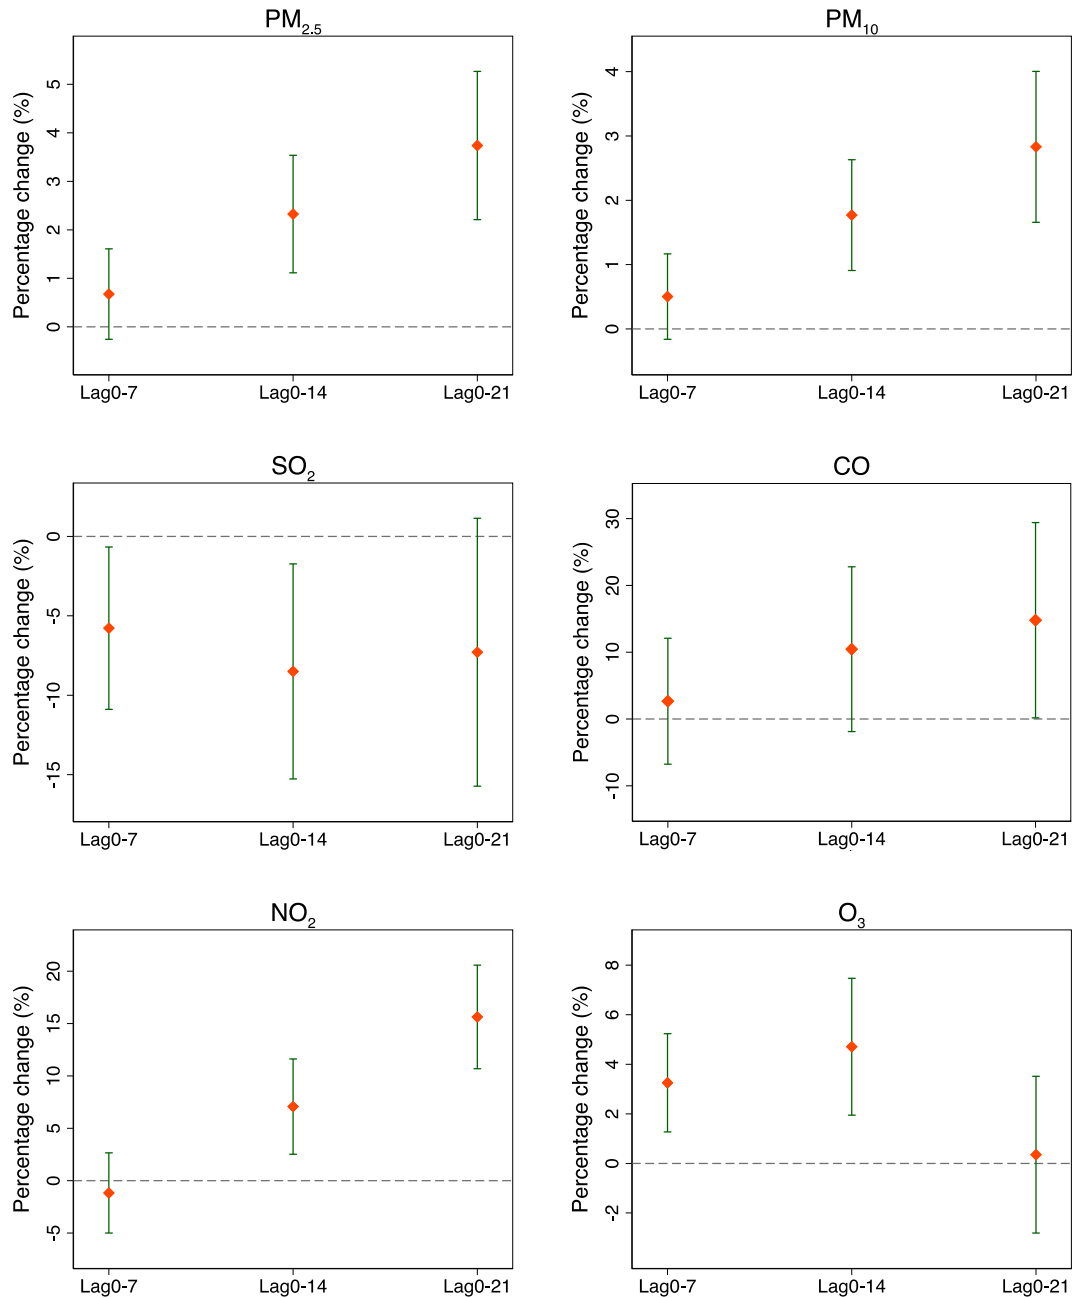 PM2.5
Percentage change (%)
5
4
3
2
1
0
Lag0-7 Lag0-14 Lag0-21
PM10
Percentage change (%)
4
3
2
1
0
Lag0-7 Lag0-14 Lag0-21
SO2
Percentage change (%)
0
-5
-10
-15
Lag0-7 Lag0-14 Lag0-21
CO
Percentage change (%)
30
20
10
0
-10
Lag0-7 Lag0-14 Lag0-21
NO2
Percentage change (%)
20
15
10
5
0
-5
Lag0-7 Lag0-14 Lag0-21
O3
Percentage change (%)
8
6
4
2
0
-2
Lag0-7 Lag0-14 Lag0-21